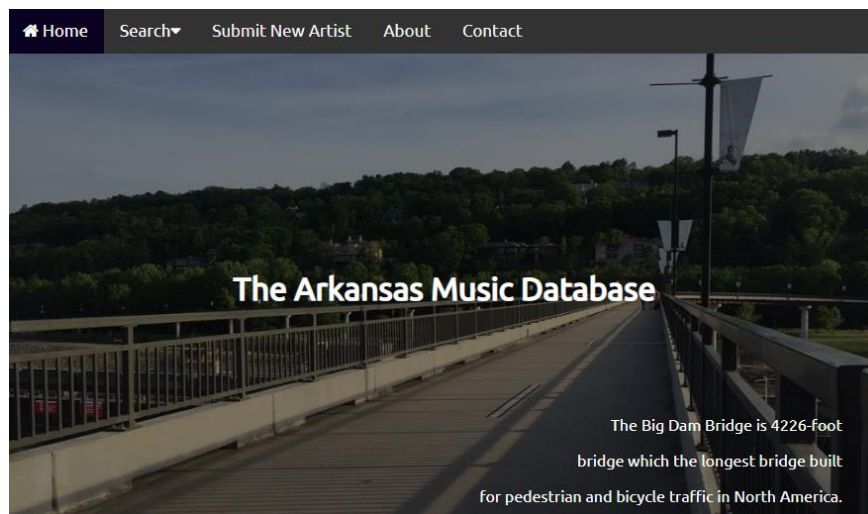 Home Search Submit New Artist About Contact
The Arkansas Music Database
The Big Dam Bridge is 4226-foot
bridge which the longest bridge built
for pedestrian and bicycle traffic in North America.